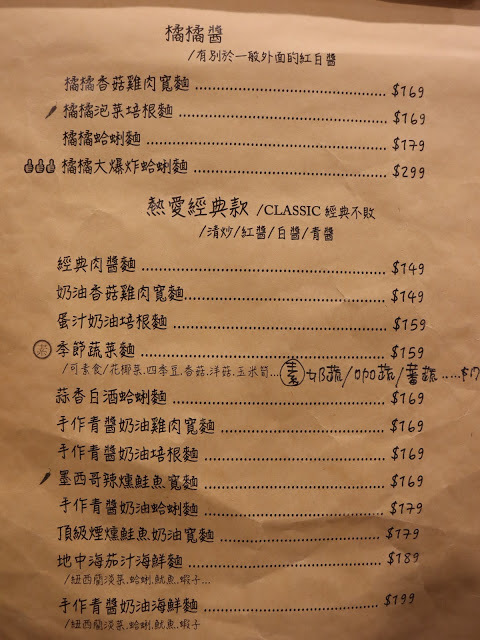 橘橘醬
/有別於一般外面的紅白醬
橘橘香菇雞肉寬麵 $169
橘橘泡菜培根麵 $169
橘橘蛤蜊麵 $179
橘橘大爆炸蛤蜊麵 $299
熱愛經典款 /CLASSIC 經典不敗
/清炒/紅醬/白醬/青醬
經典肉醬麵 $149
奶油香菇雞肉寬麵 $149
蛋汁奶油培根麵 $159
季節蔬菜麵 $159
/可素食/花椰菜.四季豆.香菇.洋菇.玉米筍... 素 奶蔬/咖蔬/薯蔬 .....$17
蒜香白酒蛤蜊麵 $169
手作青醬奶油雞肉寬麵 $169
手作青醬奶油培根麵 $169
墨西哥辣燻鮭魚寬麵 $169
手作青醬奶油蛤蜊麵 $179
頂級煙燻鮭魚奶油寬麵 $179
地中海茄汁海鮮麵 $189
/紐西蘭淡菜.蛤蜊.魷魚.蝦子...
手作青醬奶油海鮮麵 $199
/紐西蘭淡菜.蛤蜊.魷魚.蝦子